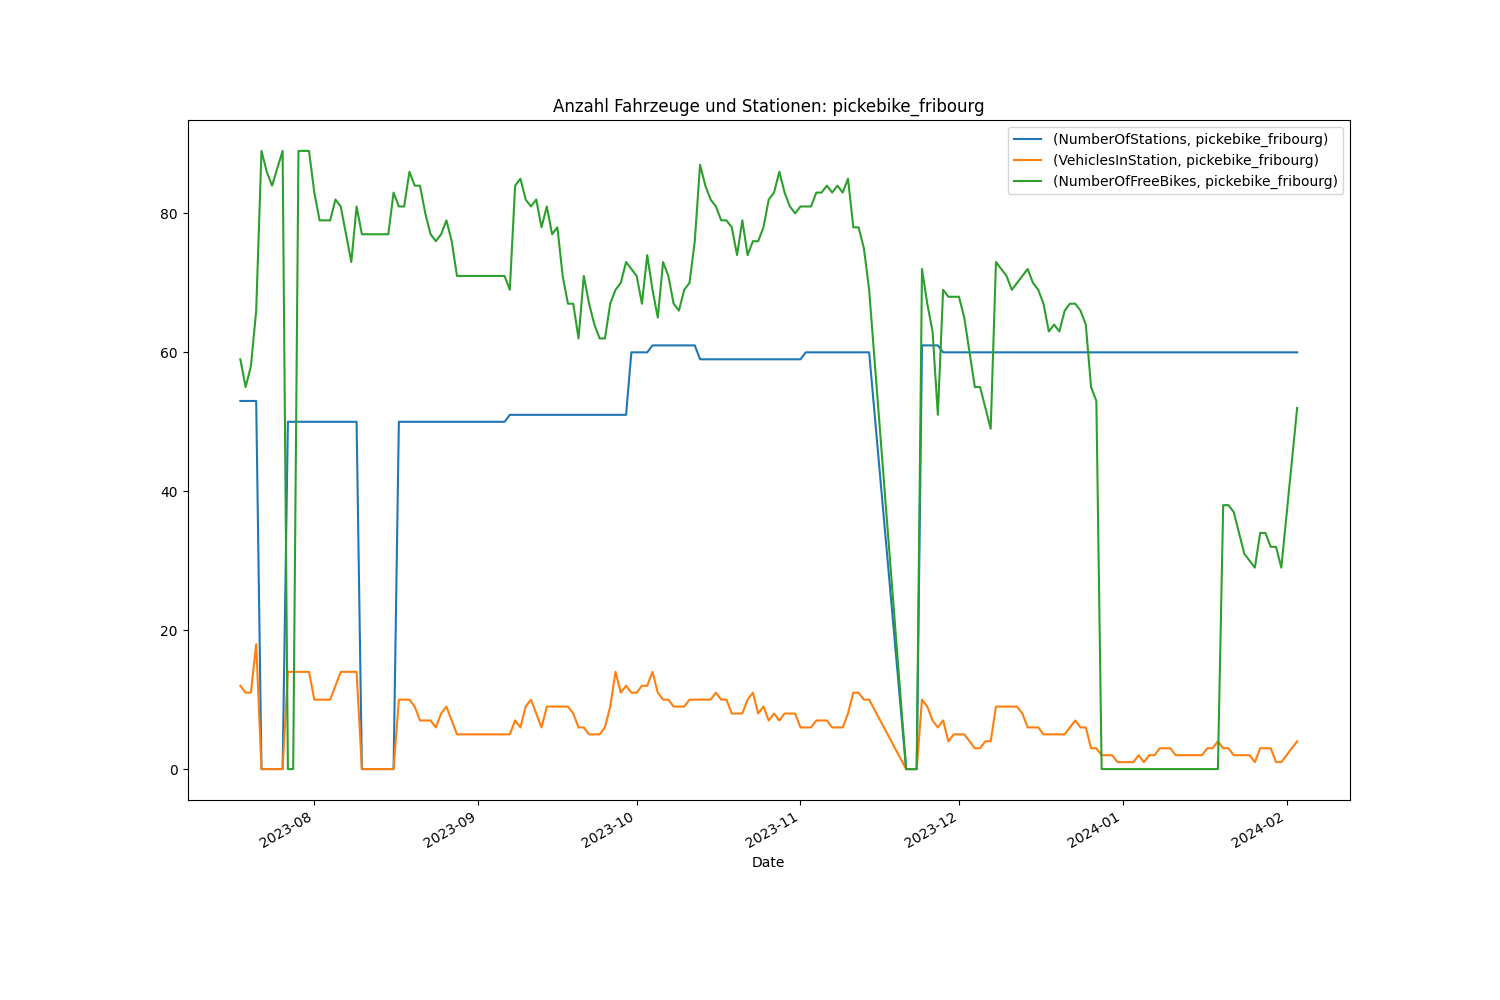 Anzahl Fahrzeuge und Stationen: pickebike_fribourg
(NumberOfStations, pickebike_fribourg)
(VehiclesInStation, pickebike_fribourg)
(NumberOfFreeBikes, pickebike_fribourg)
80
60
40
20
0
2023-08
2023-09
2023-10
2023-11
2023-12
2024-01
2024-02
Date